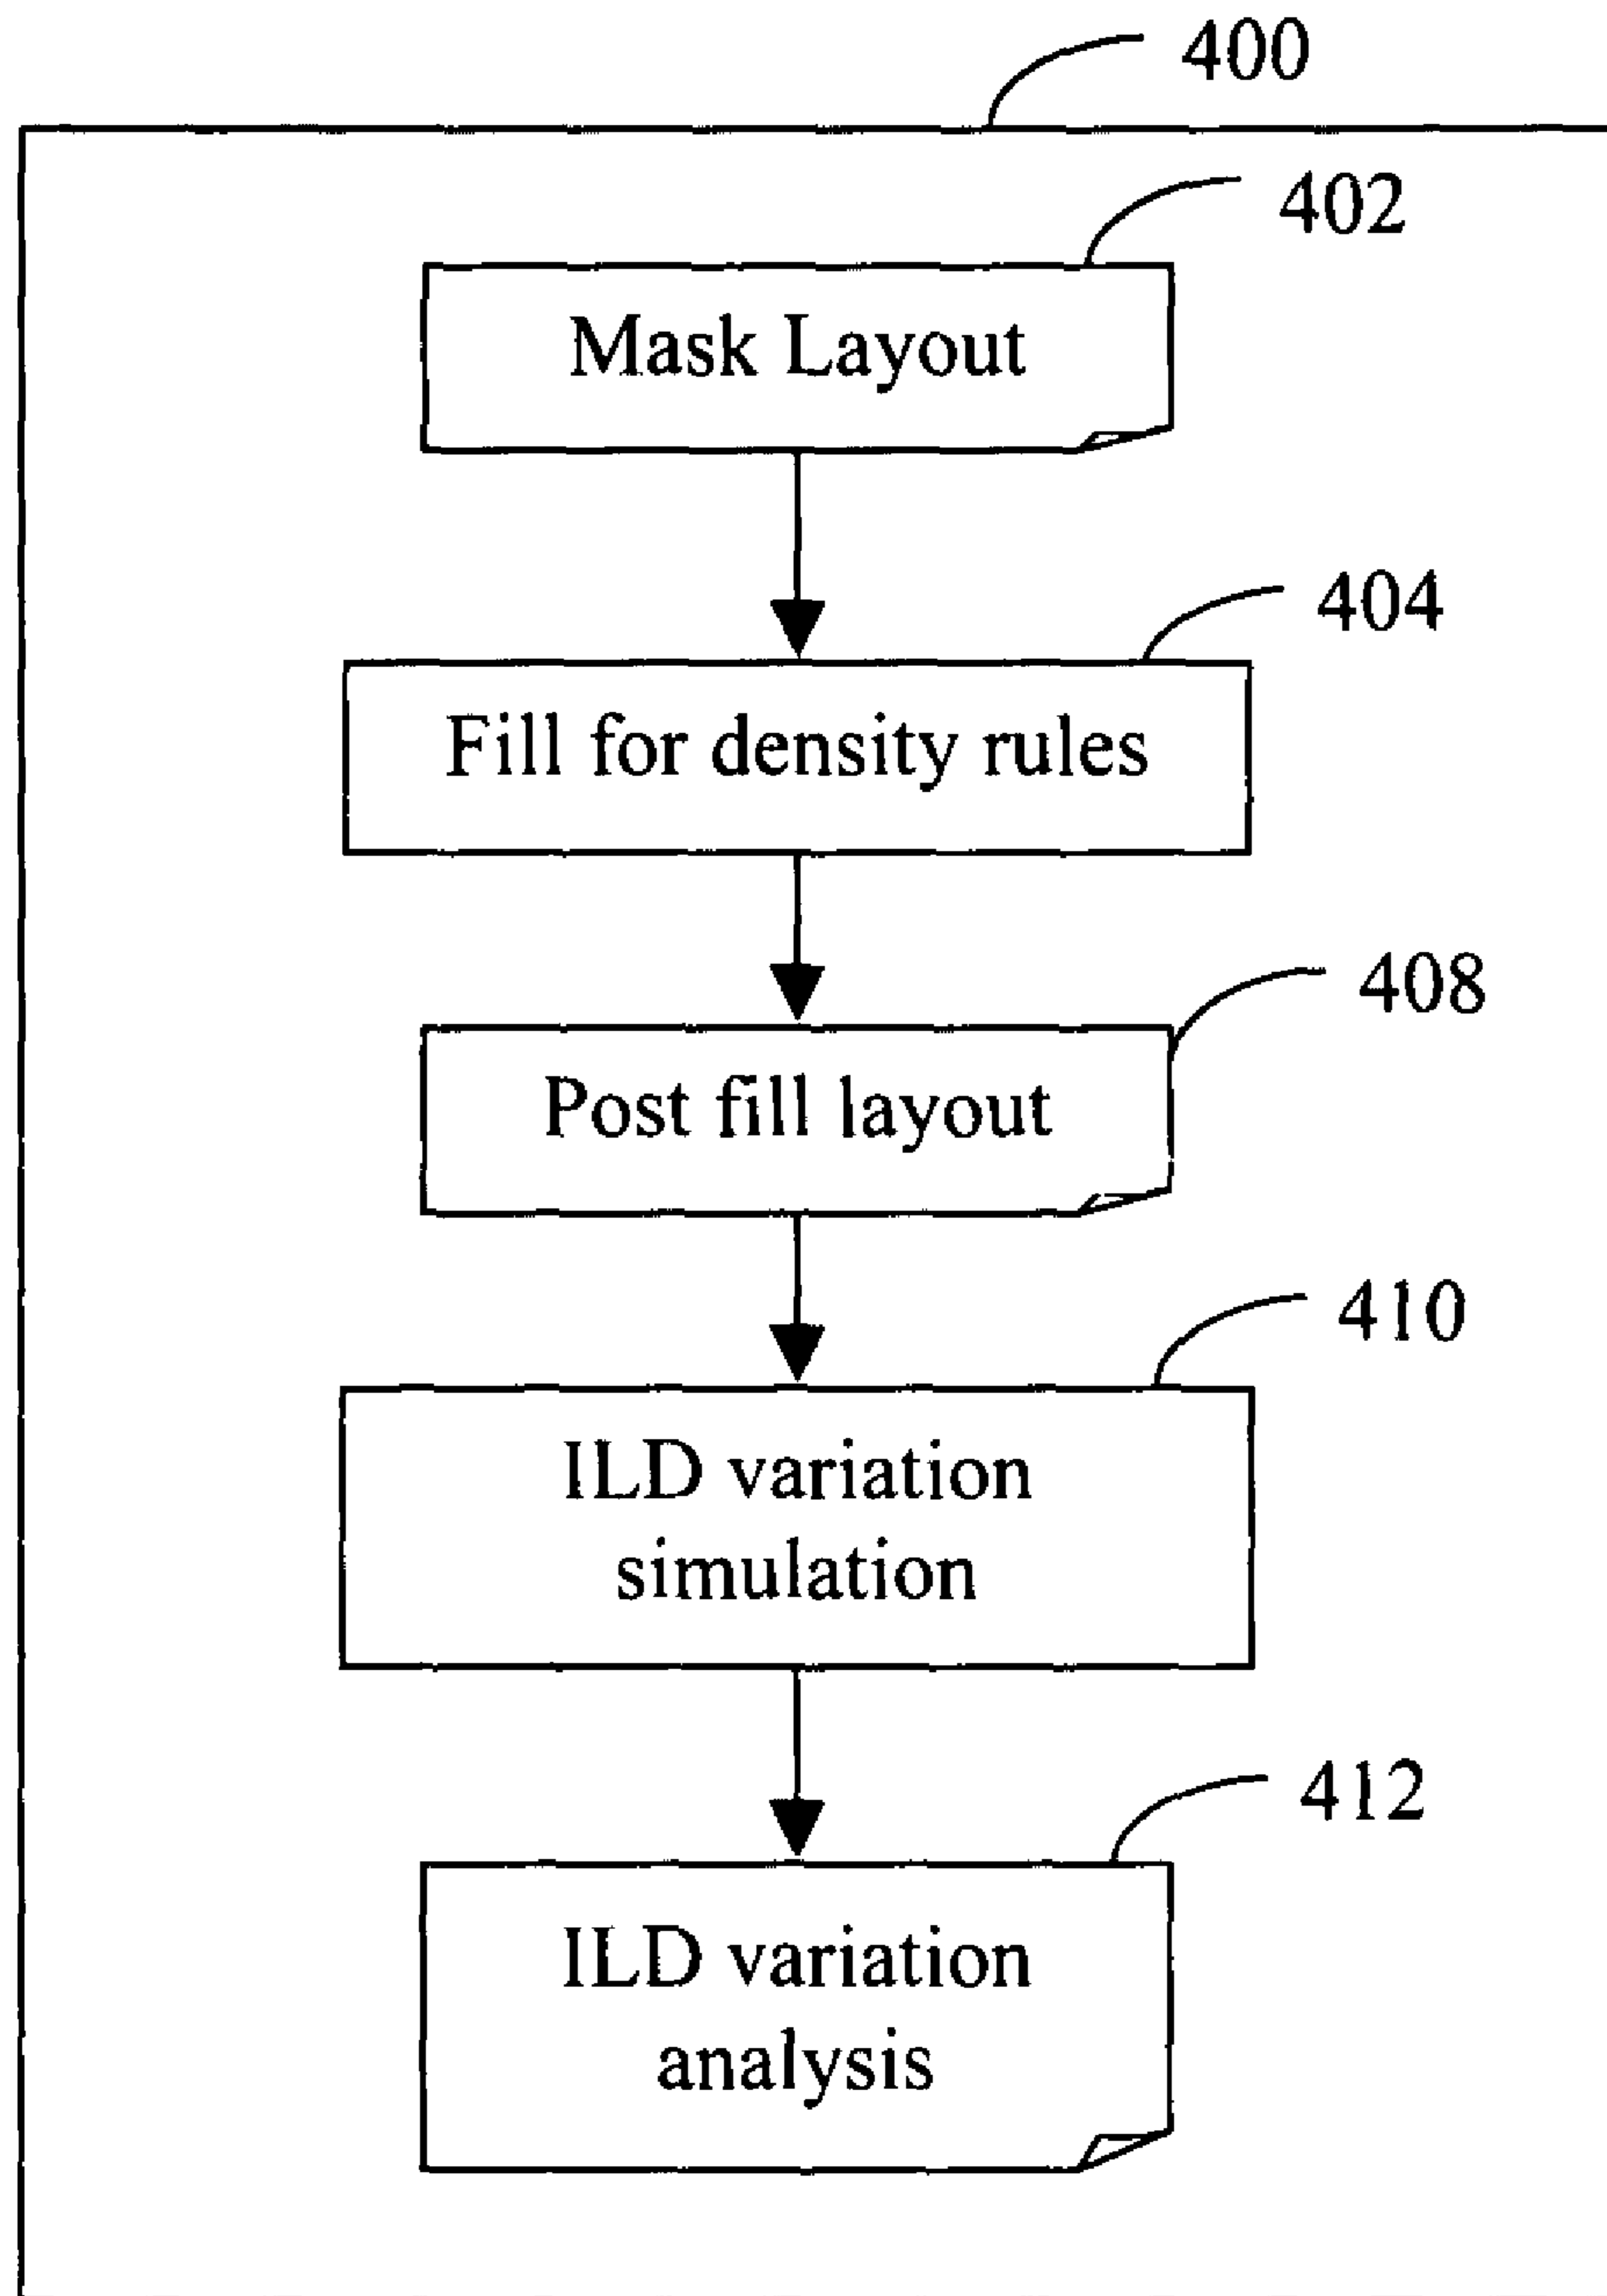 400
402
Mask Layout
404
Fill for density rules
408
Post fill layout
410
ILD variation
simulation
412
ILD variation
analysis